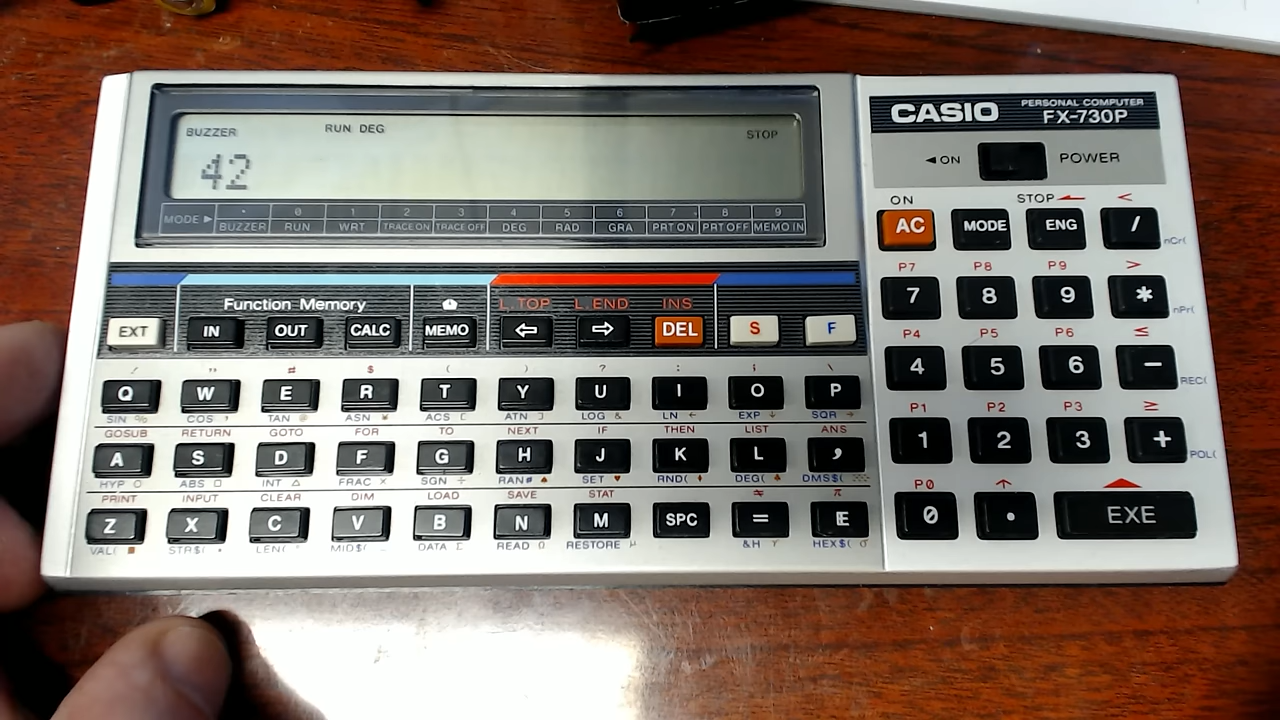 BUZZER RUN DEG STOP
42
MODE ▶ • 0 1 2 3 4 5 6 7 8 9
BUZZER RUN WRT TRACE ON TRACE OFF DEG RAD GRA PRT ON PRT OFF MEMO IN
CASIO PERSONAL COMPUTER
FX-730P
◄ON POWER
ON STOP <
AC MODE ENG /
nCr(
P7 P8 P9 >
7 8 9 *
nPr(
P4 P5 P6 ≤
4 5 6 −
REC(
P1 P2 P3 ≥
1 2 3 +
POL(
P0 ↑
0 • EXE
Function Memory L.TOP L.END INS
EXT IN OUT CALC MEMO ⇦ ⇨ DEL S F
! " # $ ( ) ? : ; \
Q W E R T Y U I O P
SIN % COS TAN @ ASN ¥ ACS [ ATN ] LOG & LN ← EXP ↓ SQR →
GOSUB RETURN GOTO FOR TO NEXT IF THEN LIST ANS
A S D F G H J K L ,
HYP ○ ABS □ INT △ FRAC × SGN ÷ RAN# ♠ SET ♥ RND( ♦ DEG( ♣ DMS$(
PRINT INPUT CLEAR DIM LOAD SAVE STAT ≠ π
Z X C V B N M SPC = E
VAL( ■ STR$( LEN( MID$( DATA Σ READ Ω RESTORE μ &H HEX$( σ